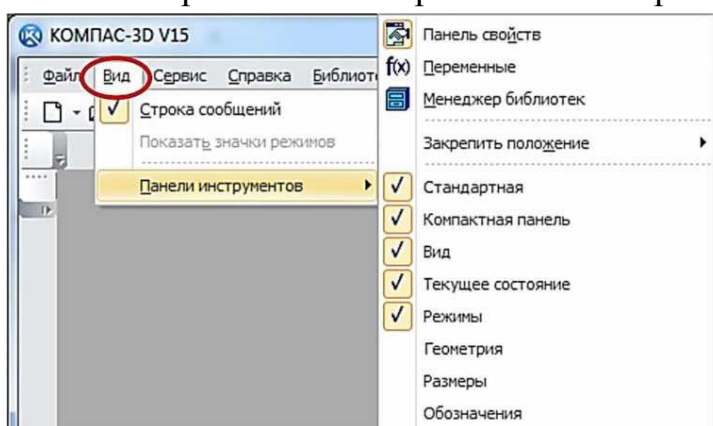 КОМПАС-3D V15
Файл Вид Сервис Справка
Строка сообщений
Показать значки режимов
Панели инструментов
Панель свойств
f(x) Переменные
Менеджер библиотек
Закрепить положение
Стандартная
Компактная панель
Вид
Текущее состояние
Режимы
Геометрия
Размеры
Обозначения